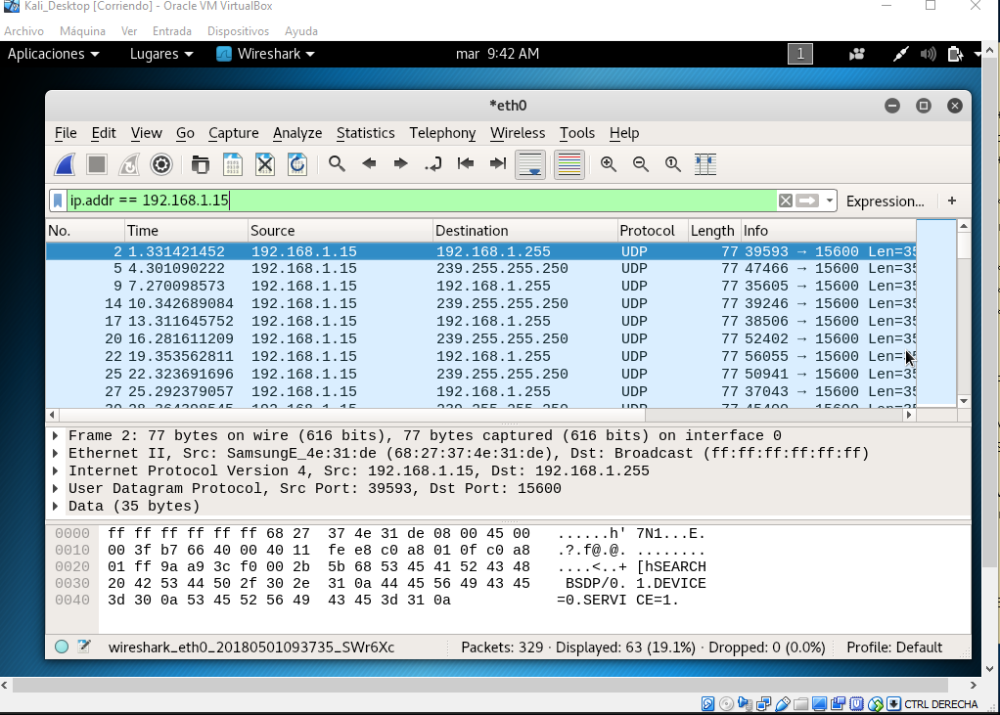 Kali_Desktop [Corriendo] - Oracle VM VirtualBox
Archivo Máquina Ver Entrada Dispositivos Ayuda
Aplicaciones Lugares Wireshark mar 9:42 AM 1
*eth0
File Edit View Go Capture Analyze Statistics Telephony Wireless Tools Help
ip.addr == 192.168.1.15 Expression... +
No. Time Source Destination Protocol Length Info
2 1.331421452 192.168.1.15 192.168.1.255 UDP 77 39593 → 15600 Len=35
5 4.301090222 192.168.1.15 239.255.255.250 UDP 77 47466 → 15600 Len=35
9 7.270098573 192.168.1.15 192.168.1.255 UDP 77 35605 → 15600 Len=35
14 10.342689084 192.168.1.15 239.255.255.250 UDP 77 39246 → 15600 Len=35
17 13.311645752 192.168.1.15 192.168.1.255 UDP 77 38506 → 15600 Len=35
20 16.281611209 192.168.1.15 239.255.255.250 UDP 77 52402 → 15600 Len=35
22 19.353562811 192.168.1.15 192.168.1.255 UDP 77 56055 → 15600 Len=35
25 22.323691696 192.168.1.15 239.255.255.250 UDP 77 50941 → 15600 Len=35
27 25.292379057 192.168.1.15 192.168.1.255 UDP 77 37043 → 15600 Len=35
192.168.1.15 239.255.255.250 UDP 77 → 15600 Len=35
Frame 2: 77 bytes on wire (616 bits), 77 bytes captured (616 bits) on interface 0
Ethernet II, Src: SamsungE_4e:31:de (68:27:37:4e:31:de), Dst: Broadcast (ff:ff:ff:ff:ff:ff)
Internet Protocol Version 4, Src: 192.168.1.15, Dst: 192.168.1.255
User Datagram Protocol, Src Port: 39593, Dst Port: 15600
Data (35 bytes)
0000 ff ff ff ff ff ff 68 27 37 4e 31 de 08 00 45 00 ......h' 7N1...E.
0010 00 3f b7 66 40 00 40 11 fe e8 c0 a8 01 0f c0 a8 .?.f@.@. ........
0020 01 ff 9a a9 3c f0 00 2b 5b 68 53 45 41 52 43 48 ....<..+ [hSEARCH
0030 20 42 53 44 50 2f 30 2e 31 0a 44 45 56 49 43 45 BSDP/0. 1.DEVICE
0040 3d 30 0a 53 45 52 56 49 43 45 3d 31 0a =0.SERVI CE=1.
wireshark_eth0_20180501093735_SWr6Xc Packets: 329 · Displayed: 63 (19.1%) · Dropped: 0 (0.0%) Profile: Default
CTRL DERECHA